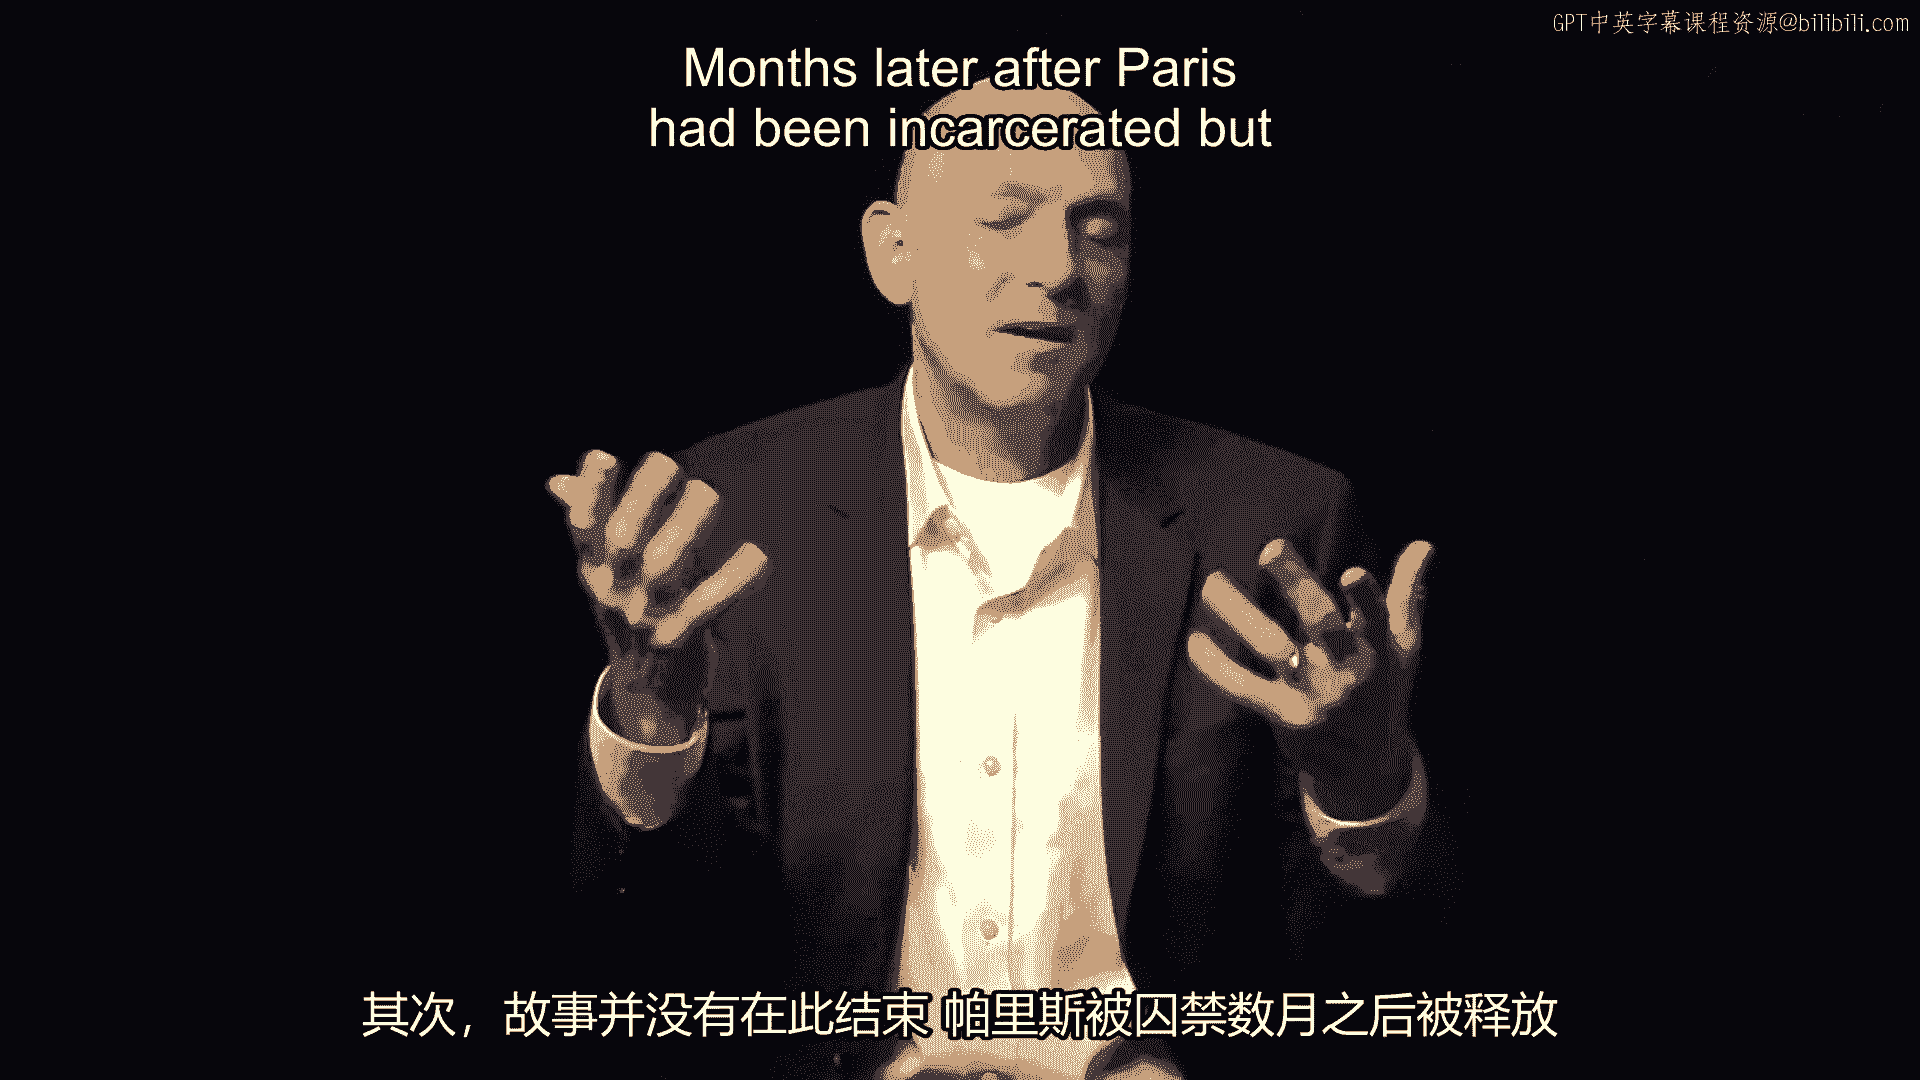 GPT中英字幕课程资源@bilibili.com
Months later after Paris
had been incarcerated but
其次，故事并没有在此结束 帕里斯被囚禁数月之后被释放